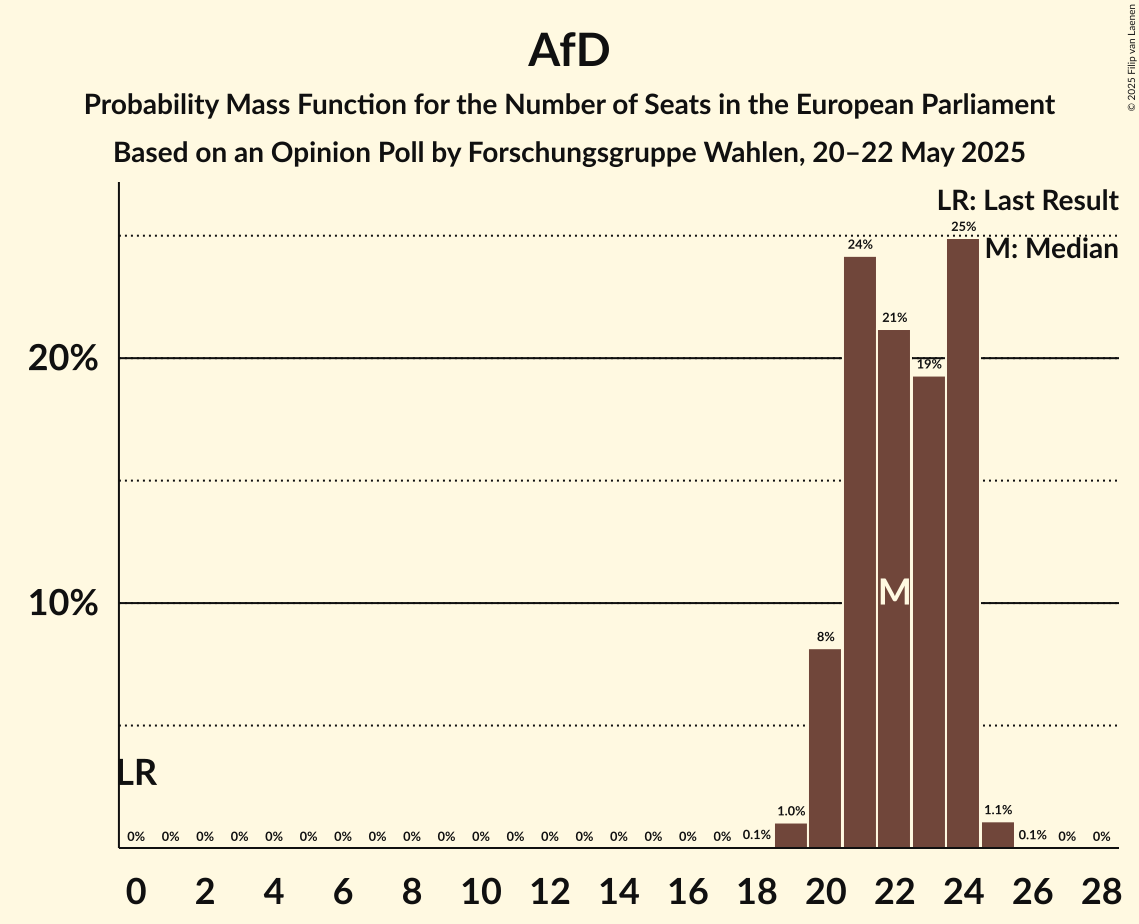 AfD
Probability Mass Function for the Number of Seats in the European Parliament
Based on an Opinion Poll by Forschungsgruppe Wahlen, 20–22 May 2025
© 2025 Filip van Laenen
LR: Last Result
M: Median
20%
10%
LR
M
0% 0% 0% 0% 0% 0% 0% 0% 0% 0% 0% 0% 0% 0% 0% 0% 0% 0% 0.1% 1.0% 8% 24% 21% 19% 25% 1.1% 0.1% 0% 0%
0 2 4 6 8 10 12 14 16 18 20 22 24 26 28